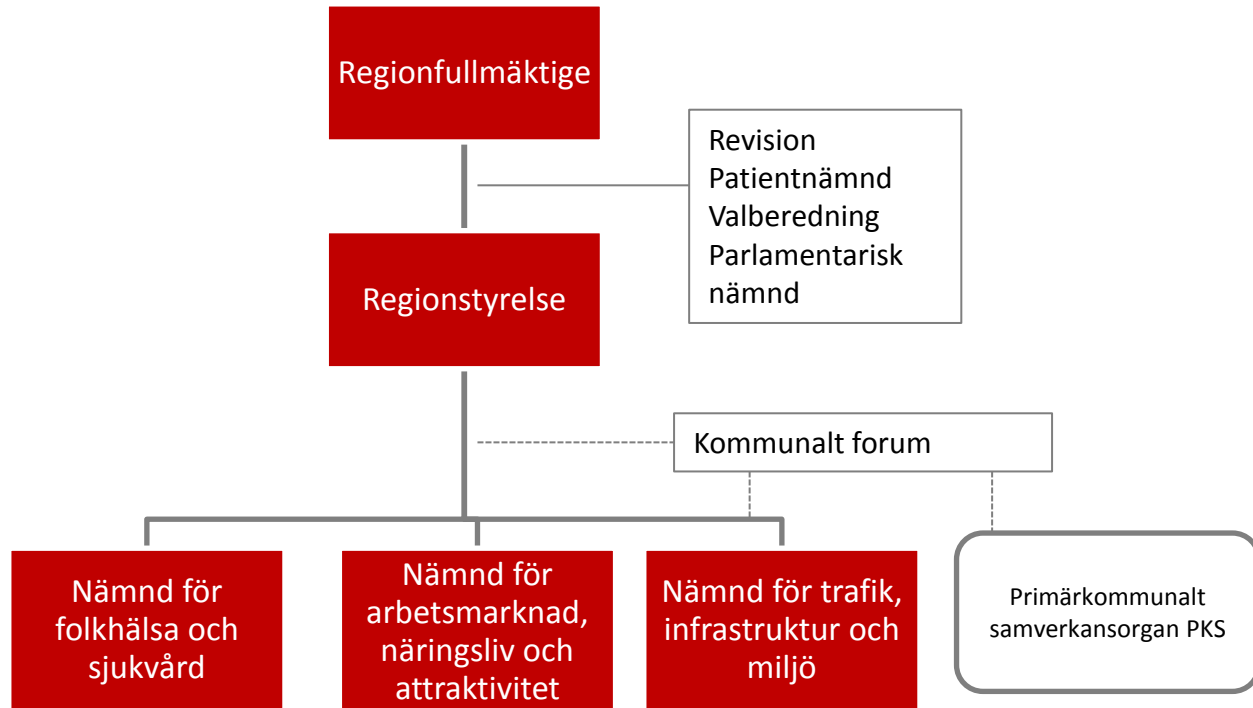 Regionfullmäktige
Revision
Patientnämnd
Valberedning
Parlamentarisk
nämnd
Regionstyrelse
Kommunalt forum
Nämnd för
folkhälsa och
sjukvård
Nämnd för
arbetsmarknad,
näringsliv och
attraktivitet
Nämnd för trafik,
infrastruktur och
miljö
Primärkommunalt
samverkansorgan PKS